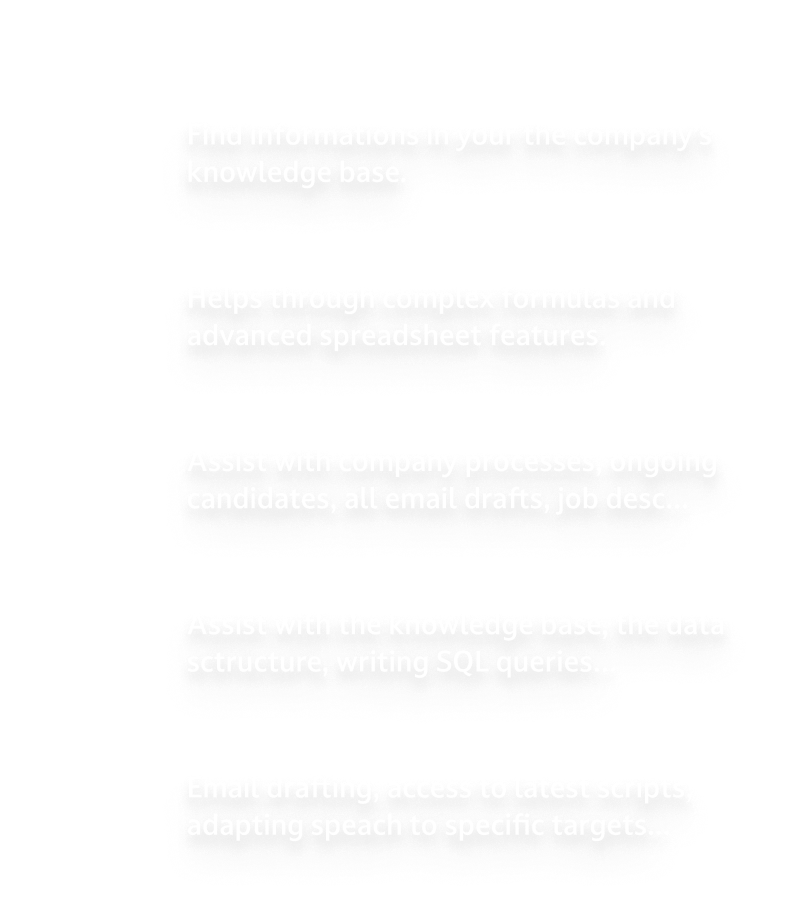 Find informations in your the company's
knowledge base.
Helps through complex formulas and
advanced spreadsheet features.
Assist with company processes, ongoing
candidates, all email drafts, job desc...
Assist with the knowledge base, the data
sctructure, writing SQL queries..
Email drafting, access to latest scripts,
adapting speach to specific targets...